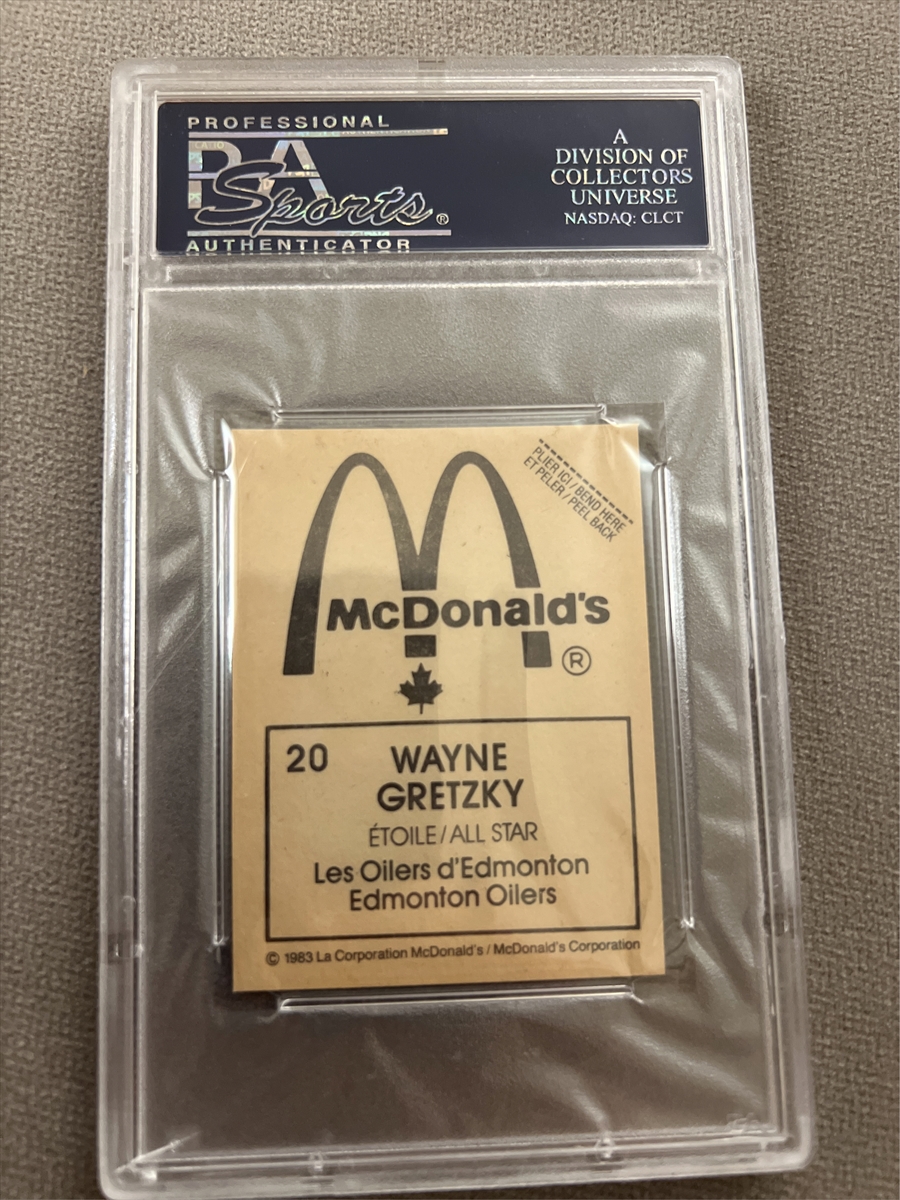 PROFESSIONAL
PSA
Sports®
AUTHENTICATOR
A
DIVISION OF
COLLECTORS
UNIVERSE
NASDAQ: CLCT
PLIER ICI / BEND HERE
ET PELER / PEEL BACK
McDonald's
®
20 WAYNE
GRETZKY
ÉTOILE / ALL STAR
Les Oilers d'Edmonton
Edmonton Oilers
© 1983 La Corporation McDonald's / McDonald's Corporation